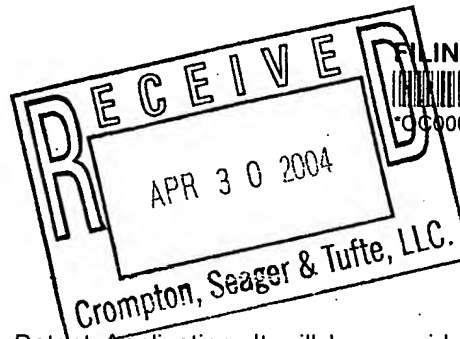 FILIN
RECEIVED
APR 30 2004
Crompton, Seager & Tufte, LLC.